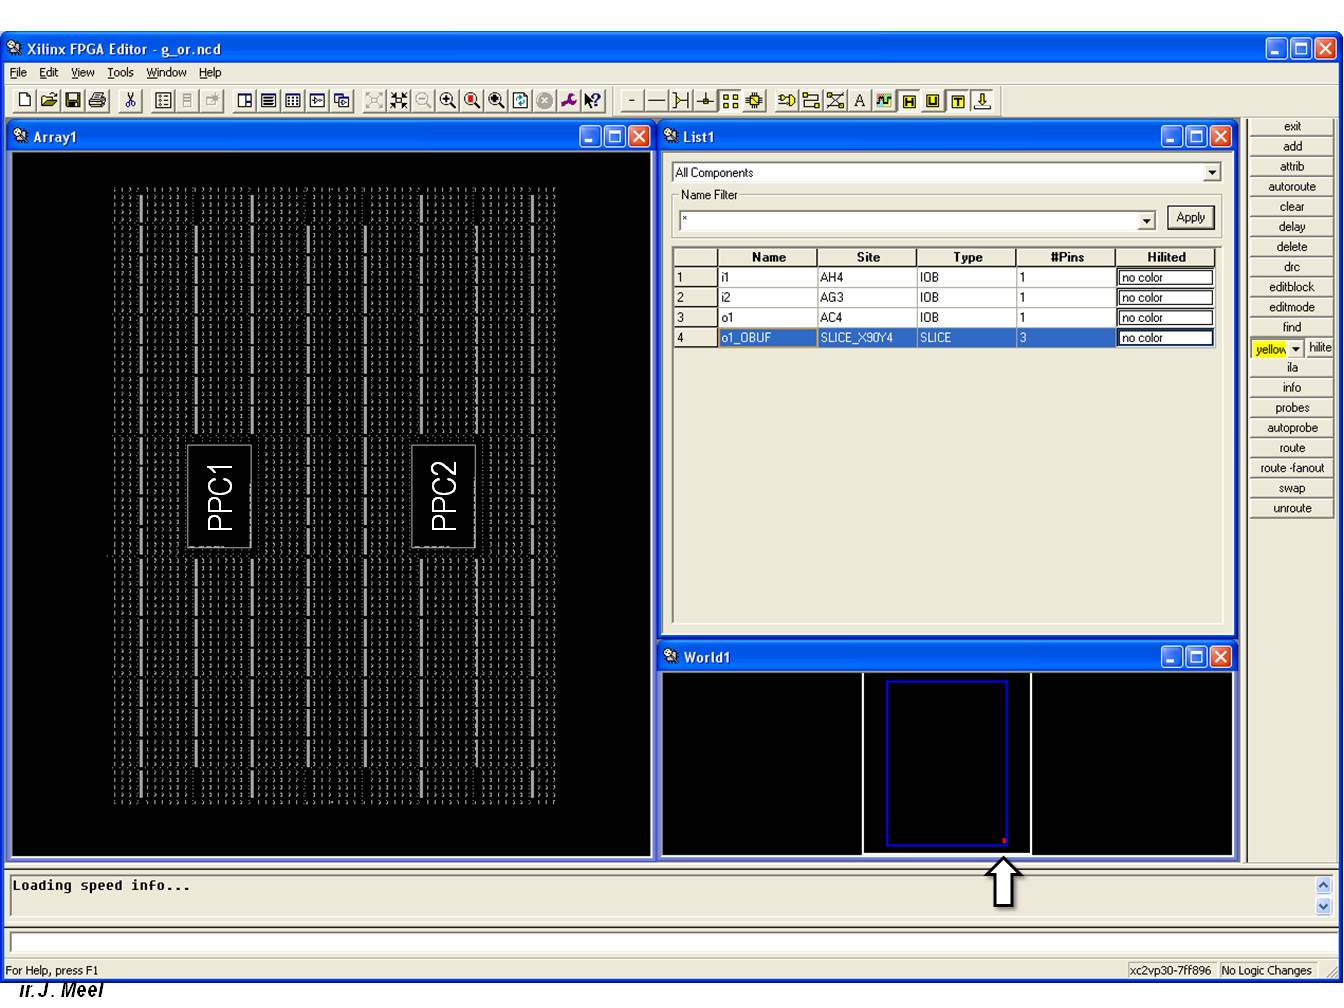 Xilinx FPGA Editor - g_or.ncd
File Edit View Tools Window Help
A
Array1
PPC1
PPC2
List1
All Components
Name Filter
*
Apply
Name Site Type #Pins Hilited
1 i1 AH4 IOB 1 no color
2 i2 AG3 IOB 1 no color
3 o1 AC4 IOB 1 no color
4 o1_OBUF SLICE_X90Y4 SLICE 3 no color
World1
exit
add
attrib
autoroute
clear
delay
delete
drc
editblock
editmode
find
yellow hilite
ila
info
probes
autoprobe
route
route -fanout
swap
unroute
Loading speed info...
For Help, press F1
xc2vp30-7ff896 No Logic Changes
ir.J. Meel